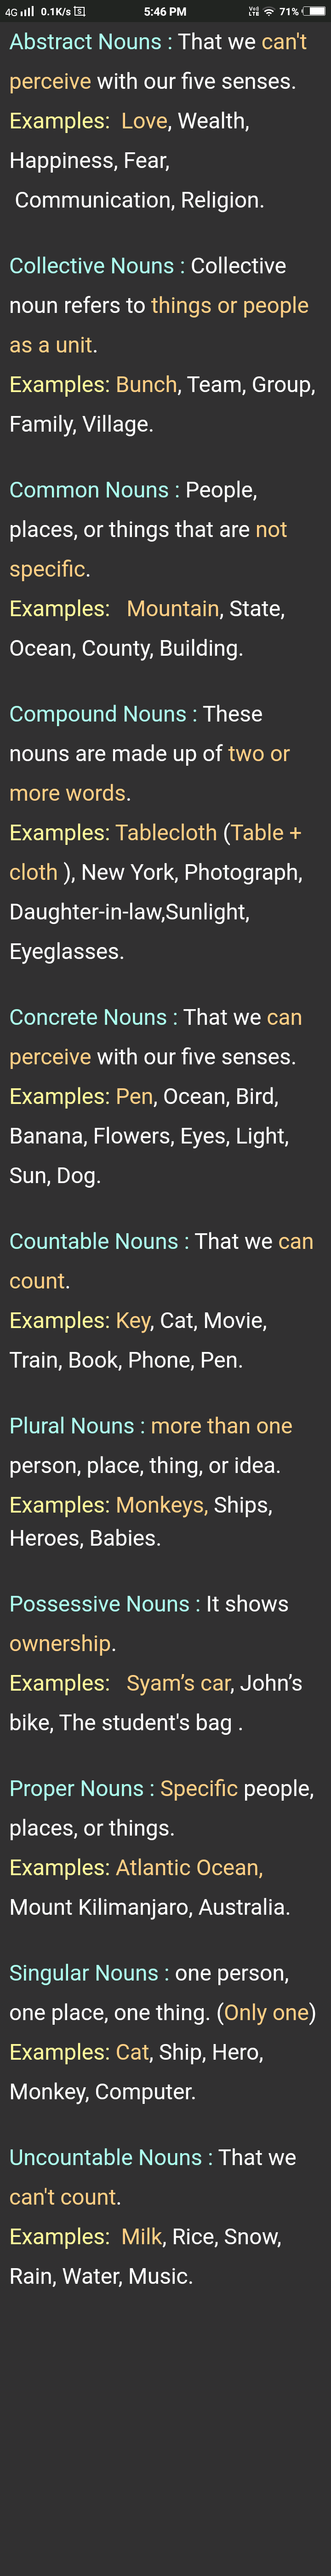 4G 0.1K/s 5:46 PM VoD LTE 71%
Abstract Nouns : That we can't
perceive with our five senses.
Examples:  Love, Wealth,
Happiness, Fear,
Communication, Religion.
Collective Nouns : Collective
noun refers to things or people
as a unit.
Examples: Bunch, Team, Group,
Family, Village.
Common Nouns : People,
places, or things that are not
specific.
Examples:   Mountain, State,
Ocean, County, Building.
Compound Nouns : These
nouns are made up of two or
more words.
Examples: Tablecloth (Table +
cloth ), New York, Photograph,
Daughter-in-law,Sunlight,
Eyeglasses.
Concrete Nouns : That we can
perceive with our five senses.
Examples: Pen, Ocean, Bird,
Banana, Flowers, Eyes, Light,
Sun, Dog.
Countable Nouns : That we can
count.
Examples: Key, Cat, Movie,
Train, Book, Phone, Pen.
Plural Nouns : more than one
person, place, thing, or idea.
Examples: Monkeys, Ships,
Heroes, Babies.
Possessive Nouns : It shows
ownership.
Examples:   Syam’s car, John’s
bike, The student's bag .
Proper Nouns : Specific people,
places, or things.
Examples: Atlantic Ocean,
Mount Kilimanjaro, Australia.
Singular Nouns : one person,
one place, one thing. (Only one)
Examples: Cat, Ship, Hero,
Monkey, Computer.
Uncountable Nouns : That we
can't count.
Examples:  Milk, Rice, Snow,
Rain, Water, Music.